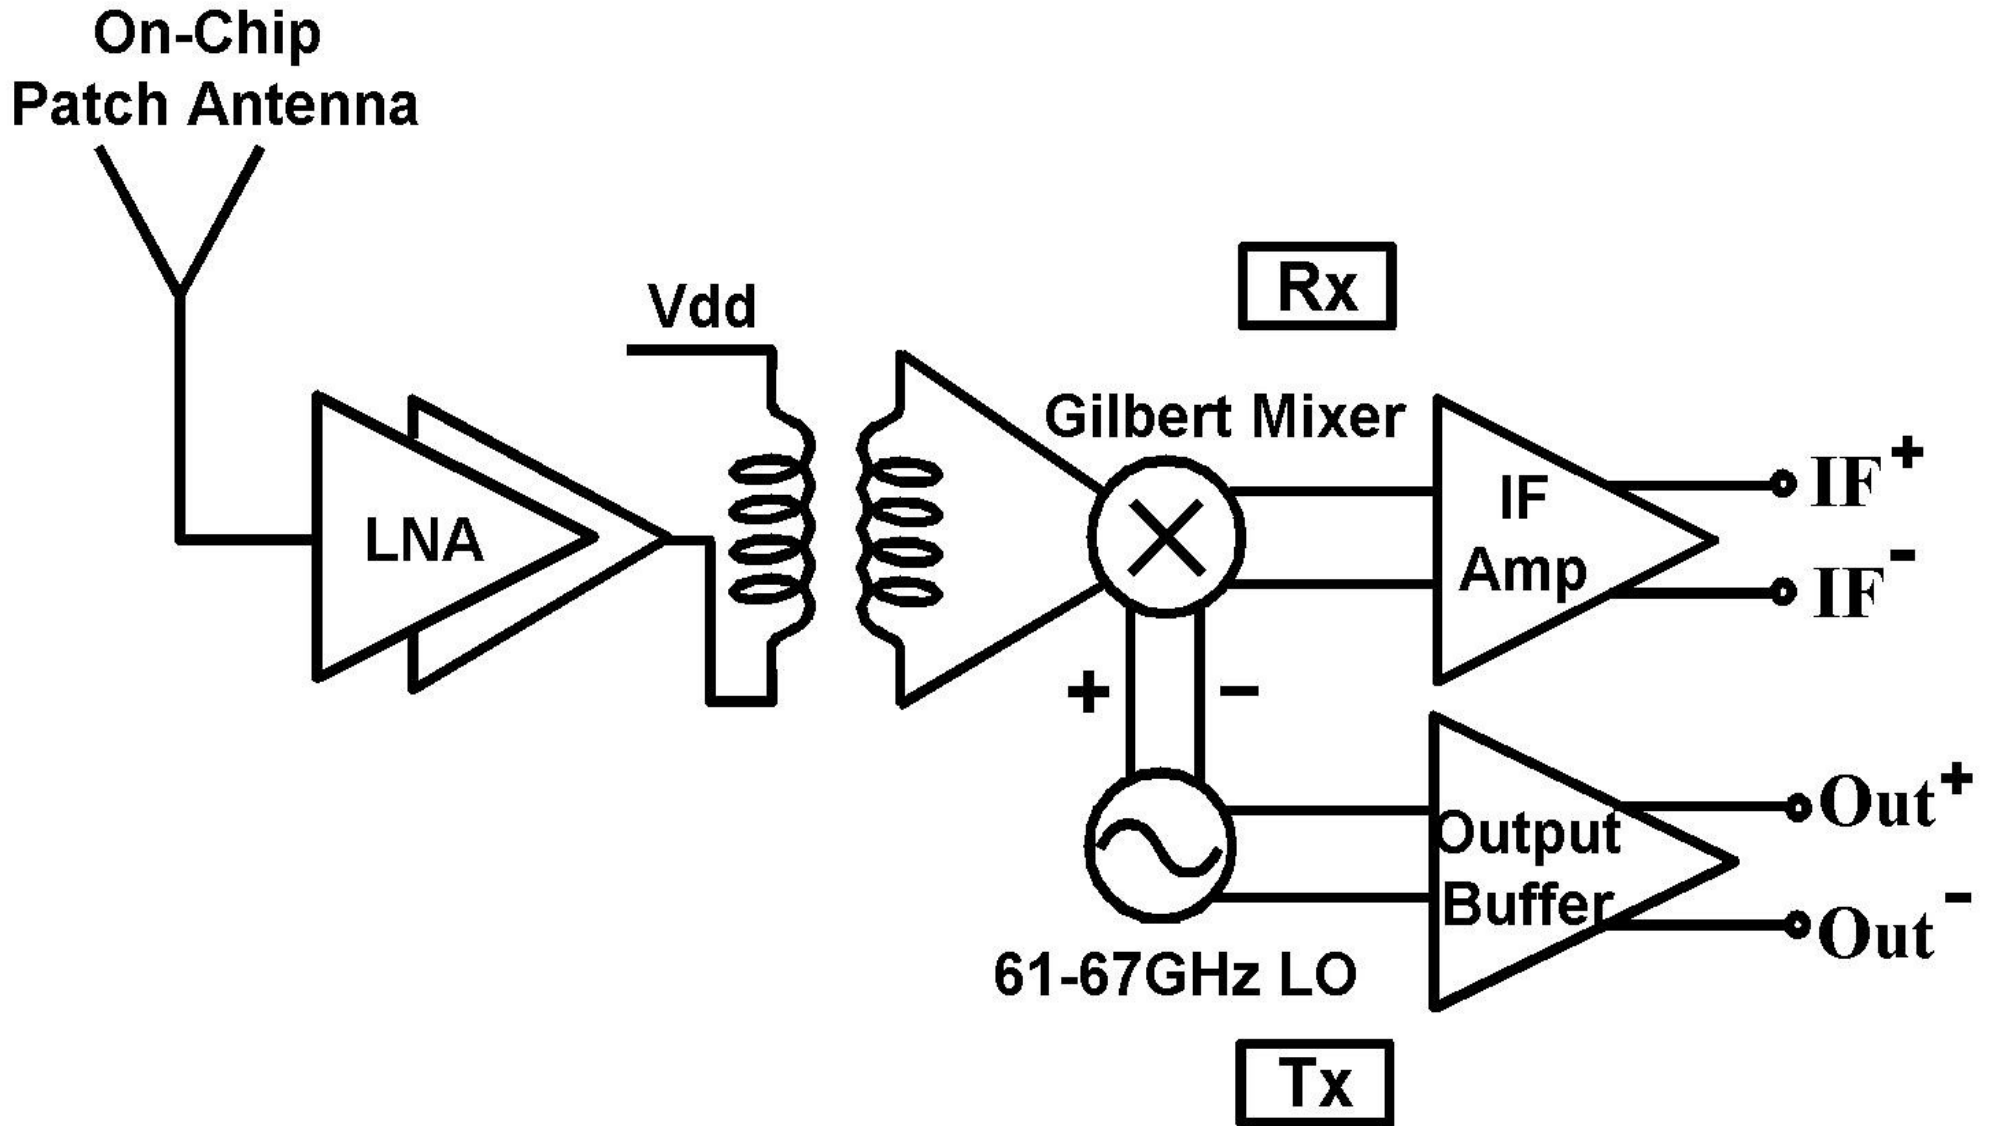 On-Chip
Patch Antenna
Vdd
Rx
Gilbert Mixer
LNA
IF
Amp
IF+
IF-
+
−
Output
Buffer
Out+
Out-
61-67GHz LO
Tx